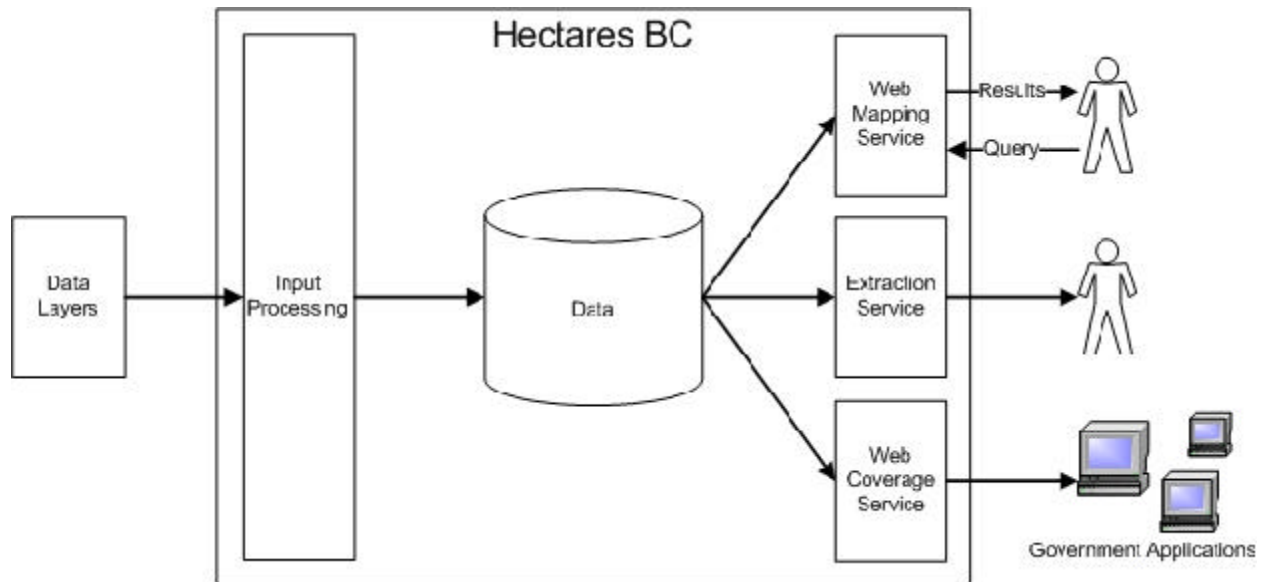 Hectares BC
Data
Layers
Input
Processing
Data
Web
Mapping
Service
Results
Query
Extraction
Service
Web
Coverage
Service
Government Applications